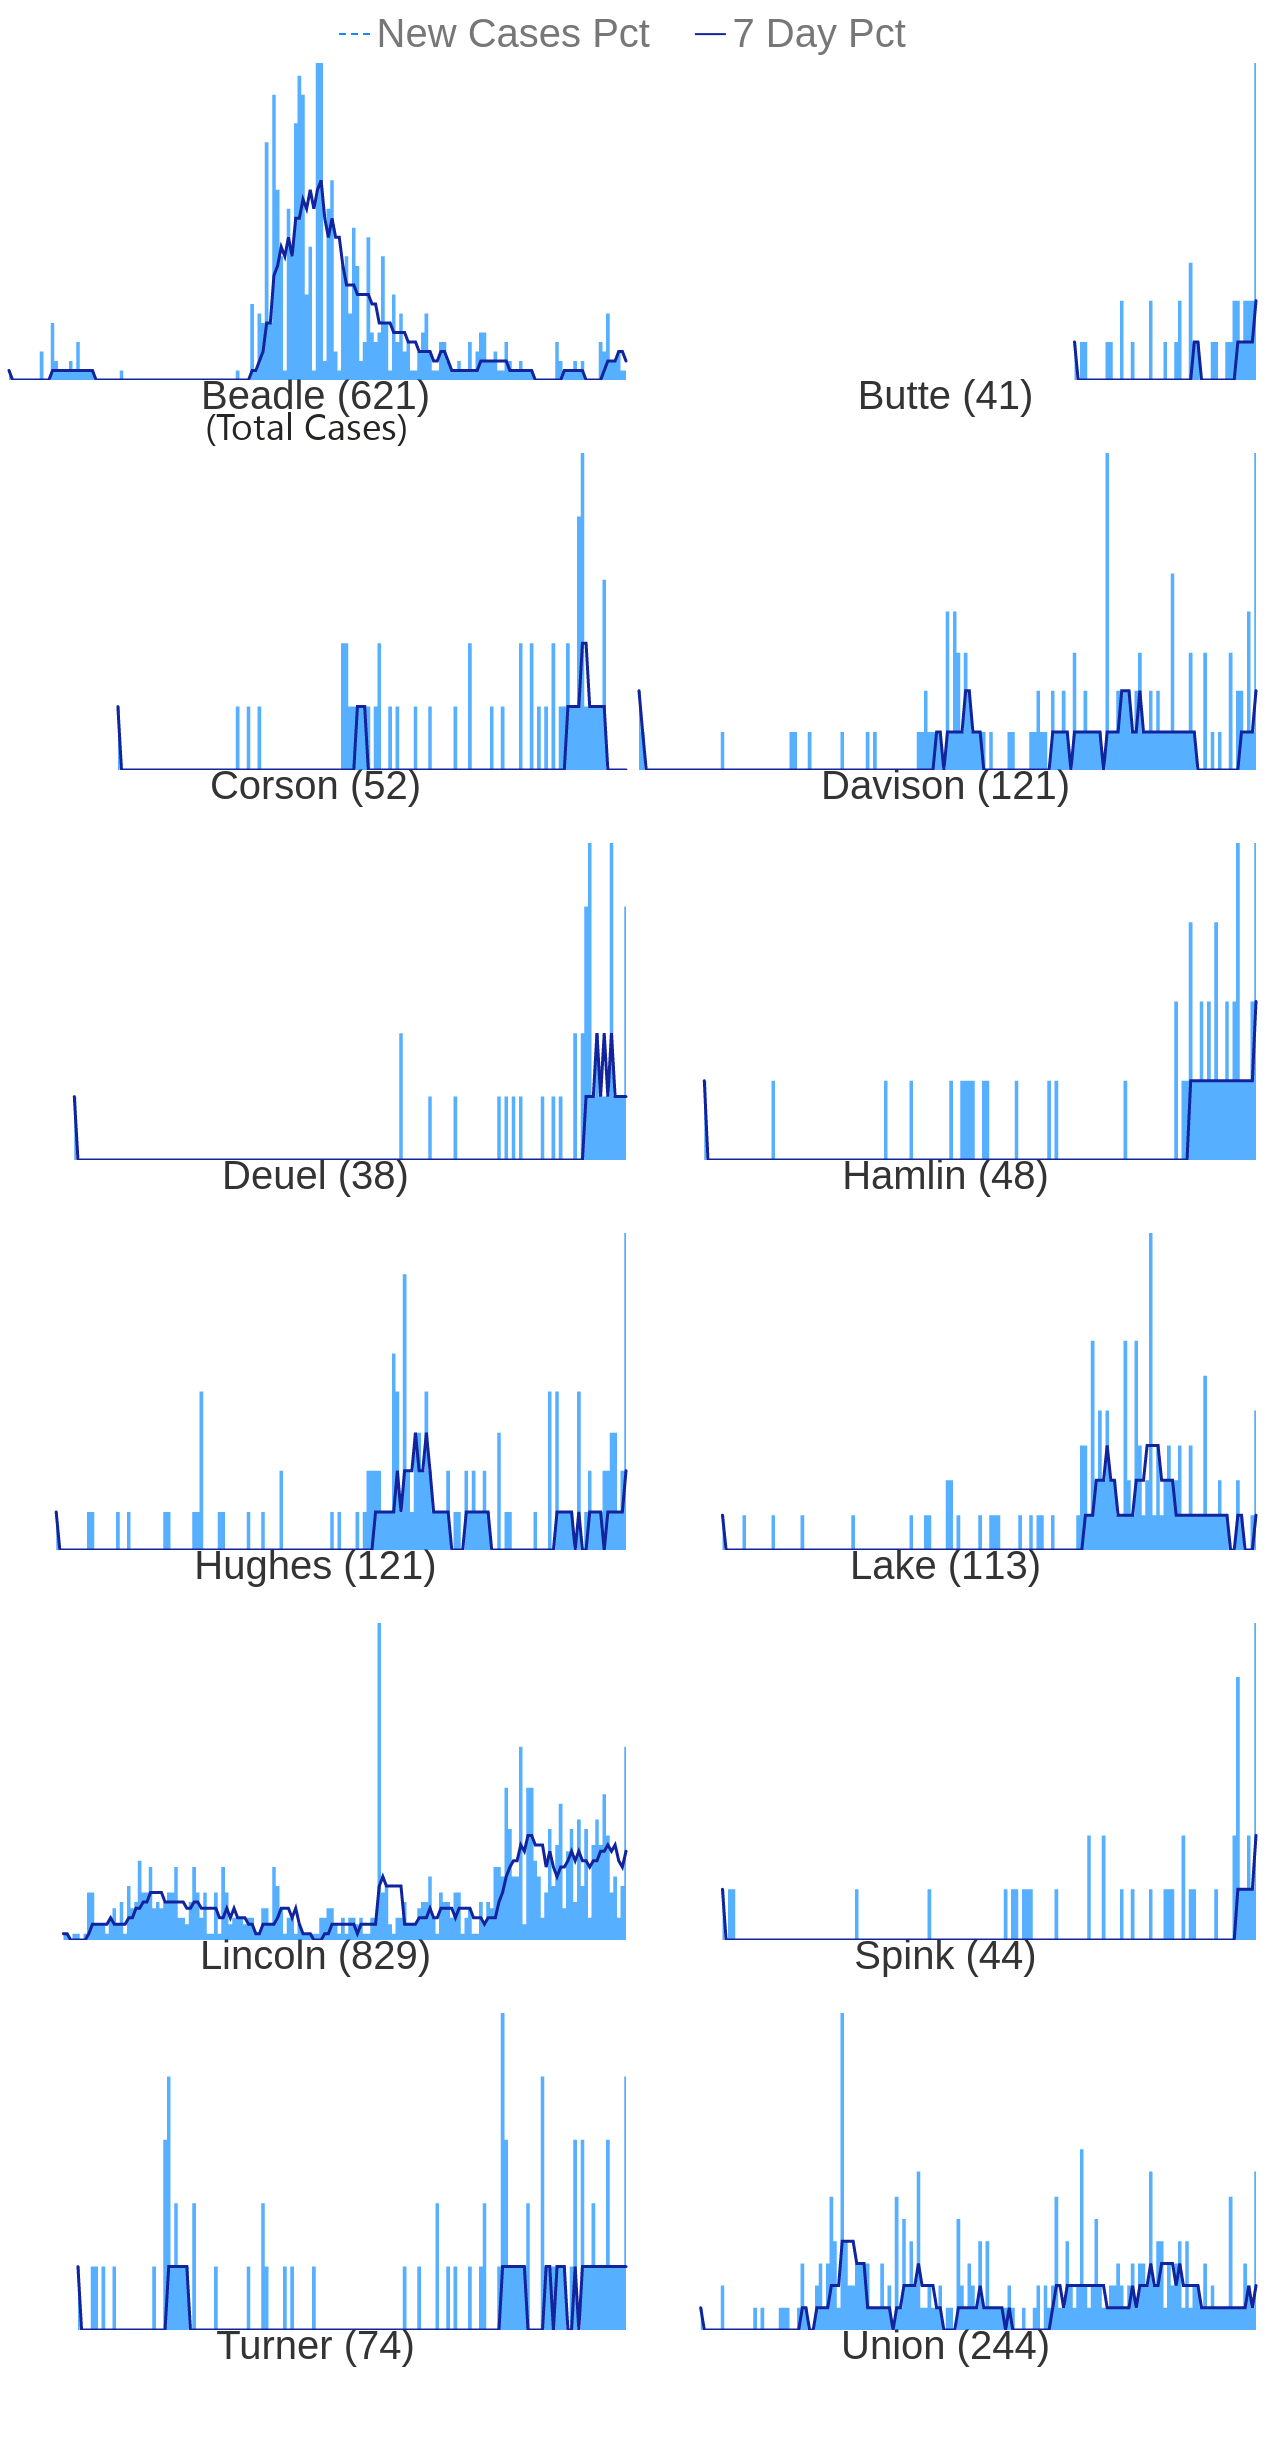 New Cases Pct 7 Day Pct
Beadle (621) Butte (41)
(Total Cases)
Corson (52) Davison (121)
Deuel (38) Hamlin (48)
Hughes (121) Lake (113)
Lincoln (829) Spink (44)
Turner (74) Union (244)